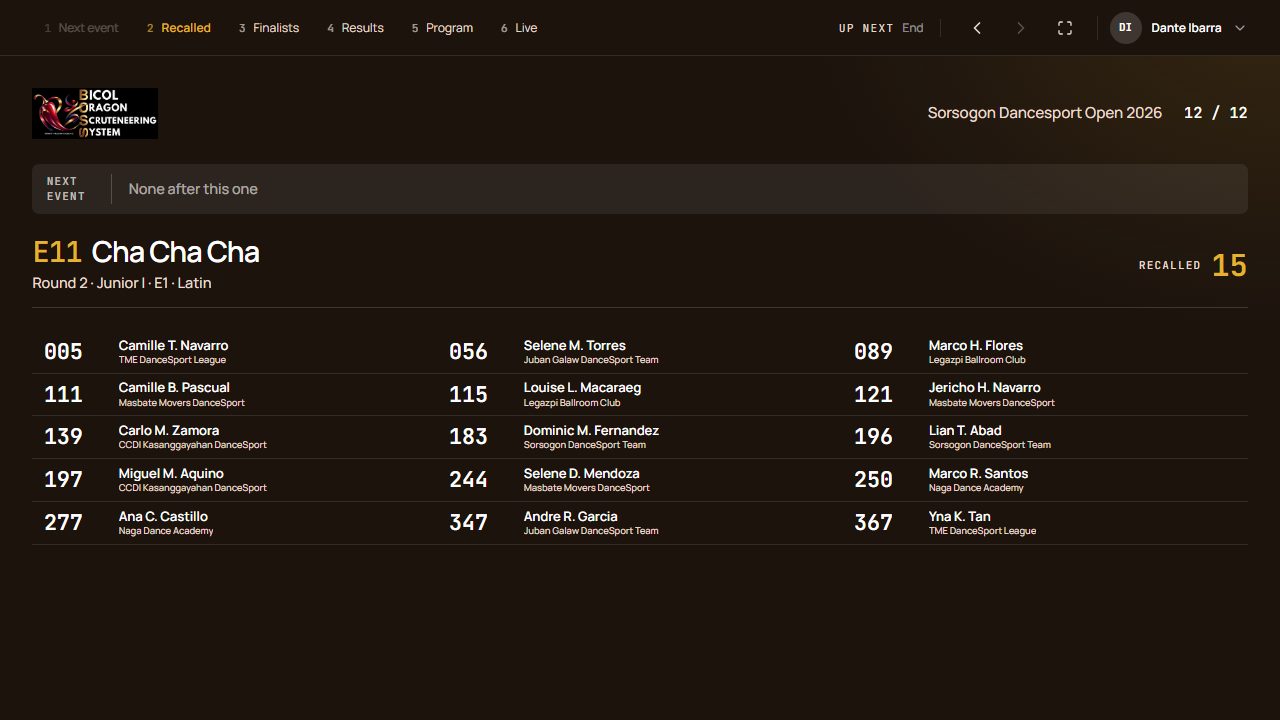 1 Next event 2 Recalled 3 Finalists 4 Results 5 Program 6 Live UP NEXT End DI Dante Ibarra
BICOL
DRAGON
SCRUTENEERING
SYSTEM
Sorsogon Dancesport Open 2026 12 / 12
NEXT EVENT None after this one
E11 Cha Cha Cha
Round 2 · Junior I · E1 · Latin
RECALLED 15
005 Camille T. Navarro
TME DanceSport League
056 Selene M. Torres
Juban Galaw DanceSport Team
089 Marco H. Flores
Legazpi Ballroom Club
111 Camille B. Pascual
Masbate Movers DanceSport
115 Louise L. Macaraeg
Legazpi Ballroom Club
121 Jericho H. Navarro
Masbate Movers DanceSport
139 Carlo M. Zamora
CCDI Kasanggayahan DanceSport
183 Dominic M. Fernandez
Sorsogon DanceSport Team
196 Lian T. Abad
Sorsogon DanceSport Team
197 Miguel M. Aquino
CCDI Kasanggayahan DanceSport
244 Selene D. Mendoza
Masbate Movers DanceSport
250 Marco R. Santos
Naga Dance Academy
277 Ana C. Castillo
Naga Dance Academy
347 Andre R. Garcia
Juban Galaw DanceSport Team
367 Yna K. Tan
TME DanceSport League